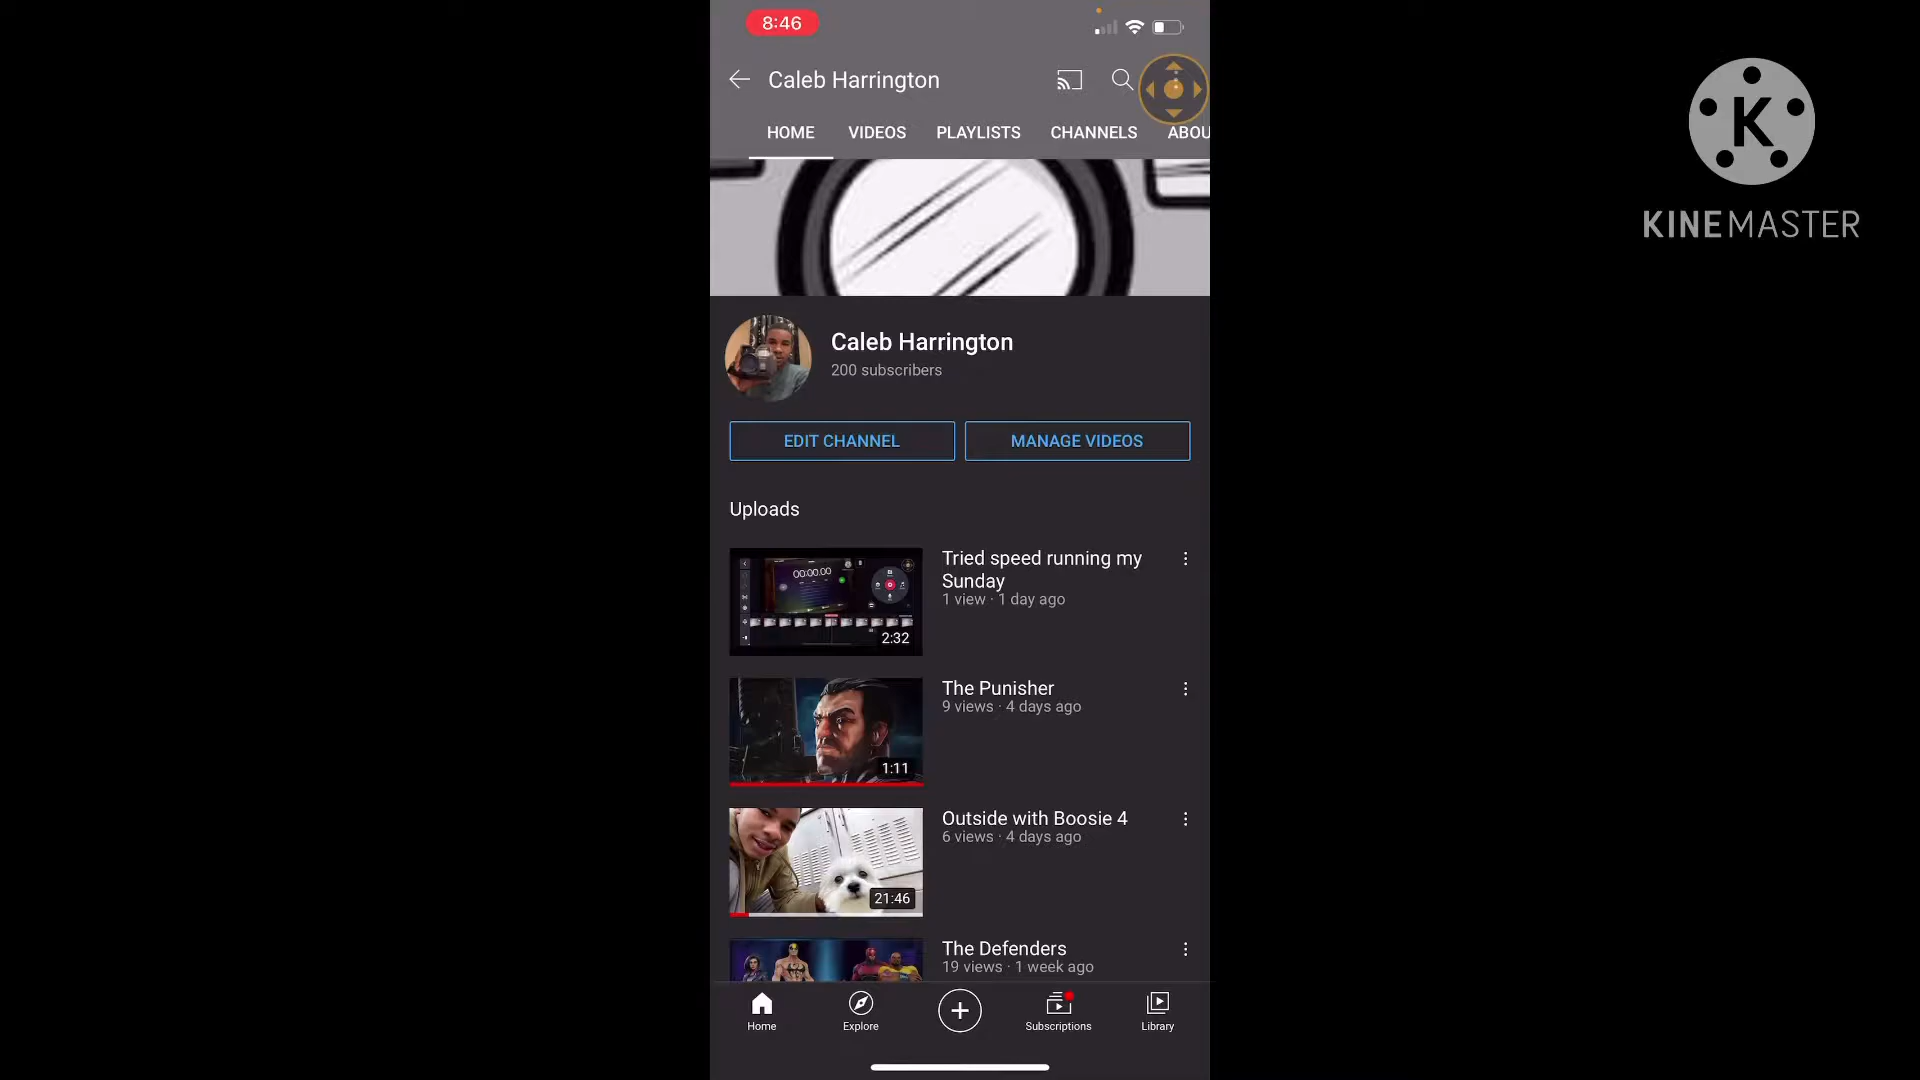 8:46
Caleb Harrington
HOME VIDEOS PLAYLISTS CHANNELS ABOU
K
KINEMASTER
Caleb Harrington
200 subscribers
EDIT CHANNEL MANAGE VIDEOS
Uploads
00:00.00
2:32
Tried speed running my
Sunday
1 view · 1 day ago
1:11
The Punisher
9 views · 4 days ago
21:46
Outside with Boosie 4
6 views · 4 days ago
The Defenders
19 views · 1 week ago
Home Explore Subscriptions Library